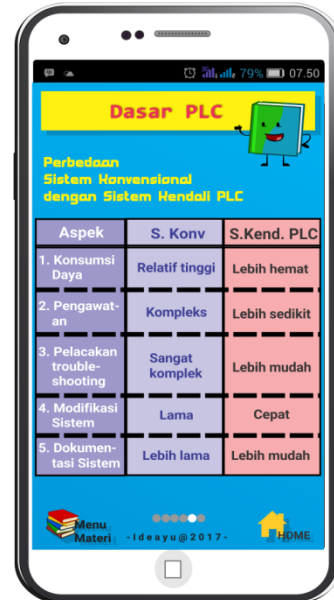 79% 07.50
Dasar PLC
Perbedaan
Sistem Konvensional
dengan Sistem Kendali PLC
Aspek S. Konv S.Kend. PLC
1. Konsumsi
Daya
Relatif tinggi
Lebih hemat
2. Pengawat-
an
Kompleks
Lebih sedikit
3. Pelacakan
trouble-
shooting
Sangat
komplek
Lebih mudah
4. Modifikasi
Sistem
Lama
Cepat
5. Dokumen-
tasi Sistem
Lebih lama
Lebih mudah
Menu
Materi
-Ideayu@2017-
HOME